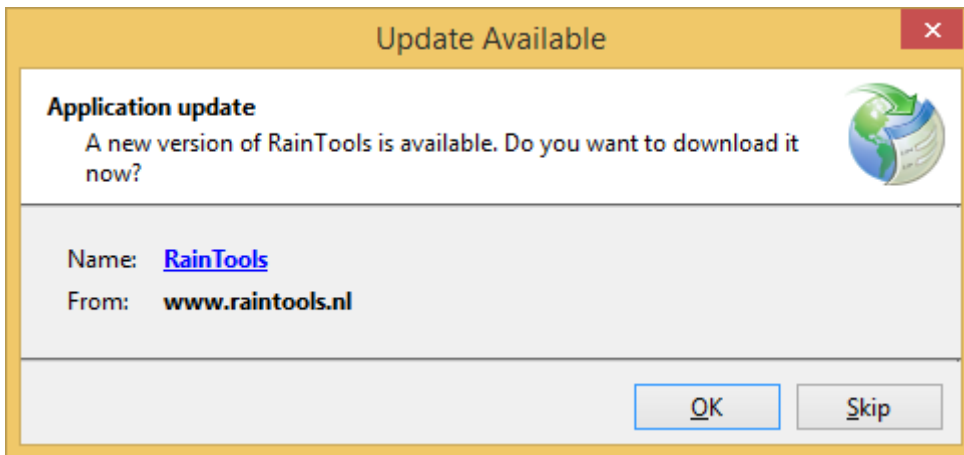 Update Available
Application update
A new version of RainTools is available. Do you want to download it
now?
Name: RainTools
From: www.raintools.nl
OK Skip